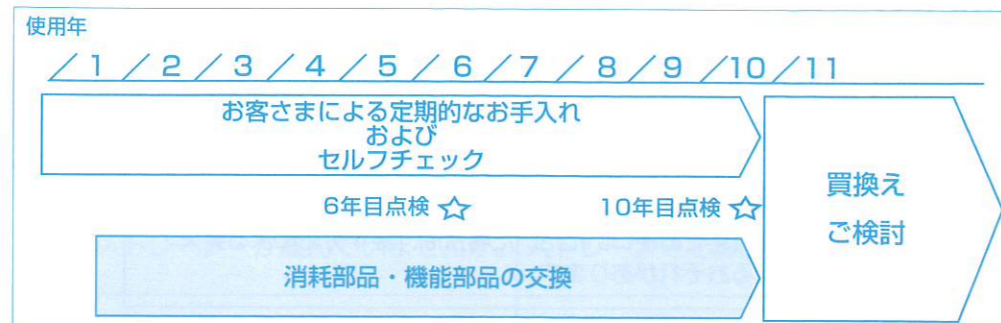 使用年
/1/2/3/4/5/6/7/8/9/10/11
お客さまによる定期的なお手入れ
および
セルフチェック
6年目点検 ☆
10年目点検 ☆
買換え
ご検討
消耗部品・機能部品の交換